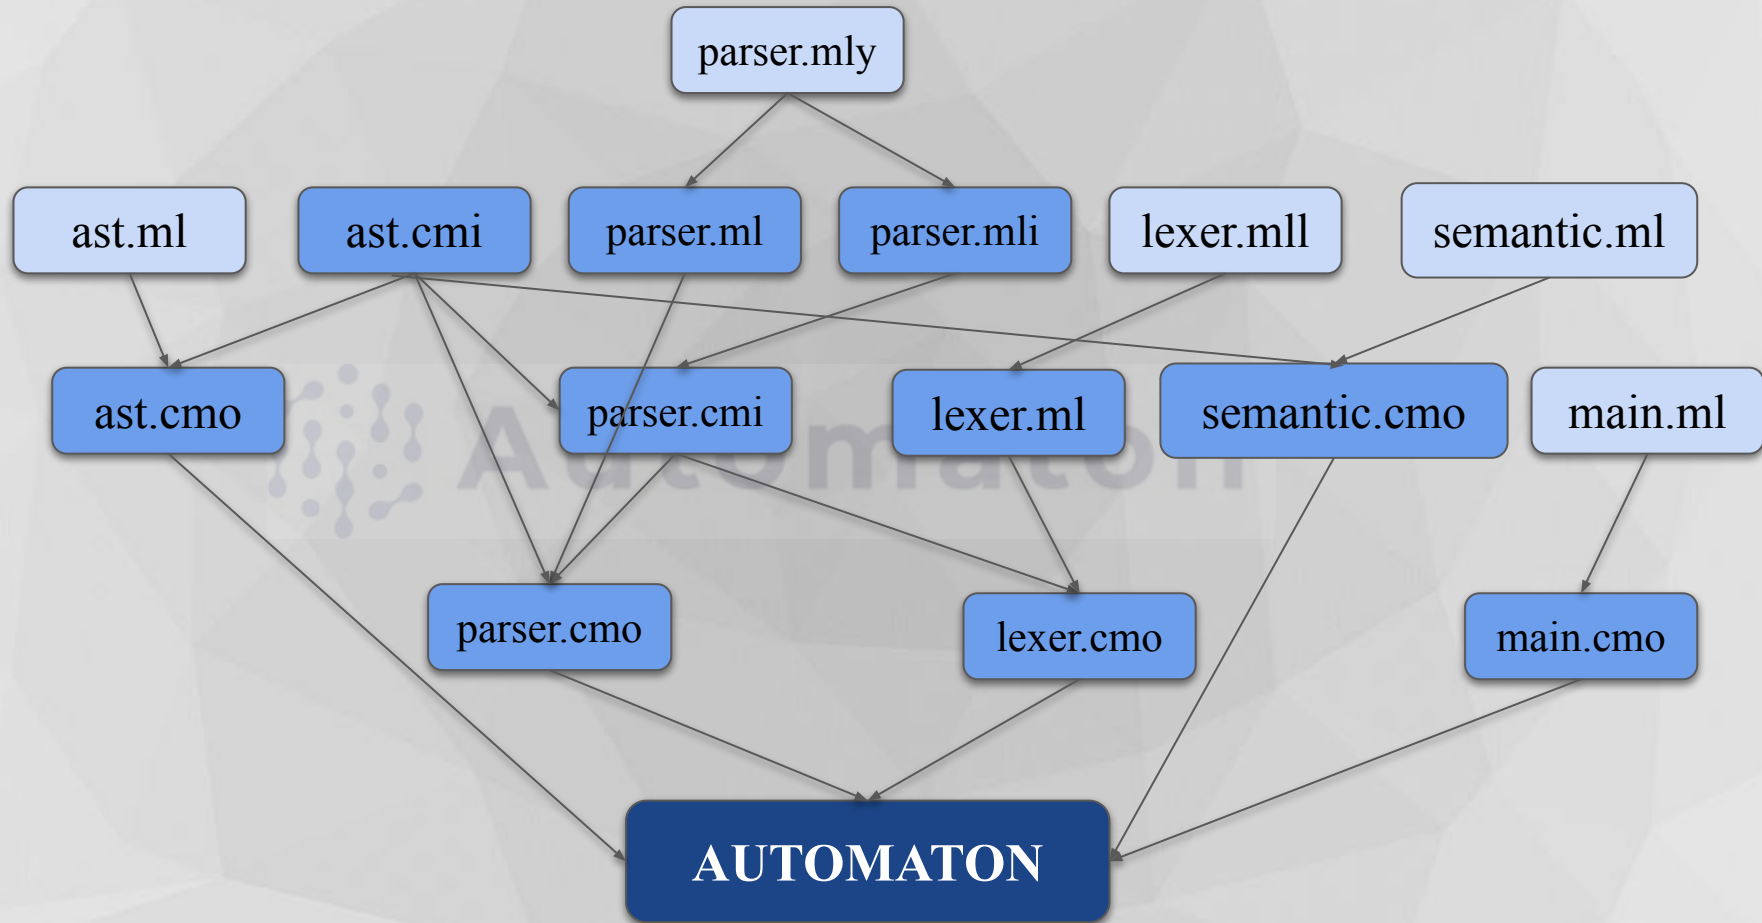 parser.mly
ast.ml
ast.cmi
parser.ml
parser.mli
lexer.mll
semantic.ml
ast.cmo
parser.cmi
lexer.ml
semantic.cmo
main.ml
Automaton
parser.cmo
lexer.cmo
main.cmo
AUTOMATON